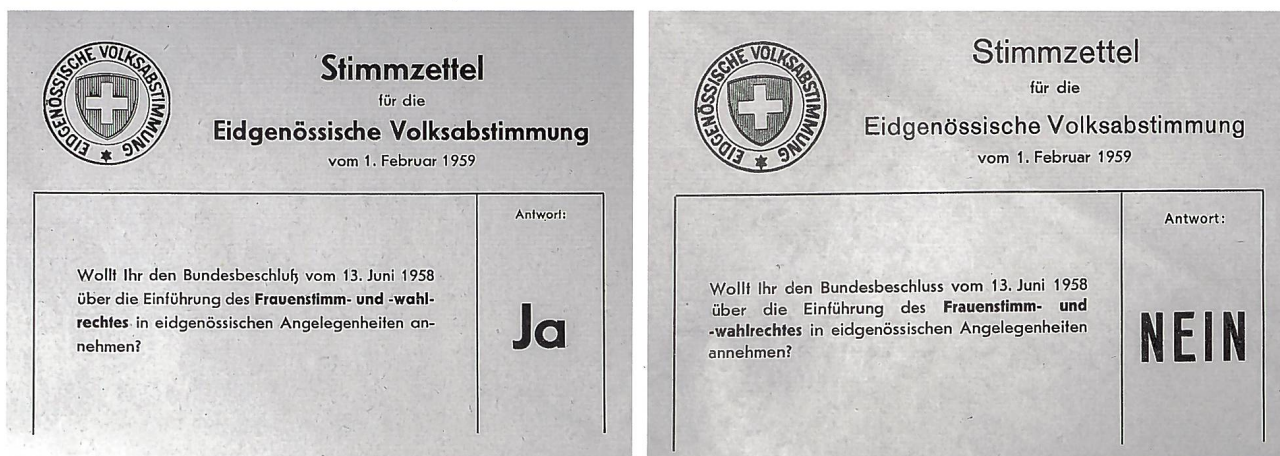 EIDGENÖSSISCHE VOLKSABSTIMMUNG
Stimmzettel
für die
Eidgenössische Volksabstimmung
vom 1. Februar 1959
Wollt Ihr den Bundesbeschluß vom 13. Juni 1958
über die Einführung des Frauenstimm- und -wahl-
rechtes in eidgenössischen Angelegenheiten an-
nehmen?
Antwort:
Ja
EIDGENÖSSISCHE VOLKSABSTIMMUNG
Stimmzettel
für die
Eidgenössische Volksabstimmung
vom 1. Februar 1959
Wollt Ihr den Bundesbeschluss vom 13. Juni 1958
über die Einführung des Frauenstimm- und
-wahlrechtes in eidgenössischen Angelegenheiten
annehmen?
Antwort:
NEIN